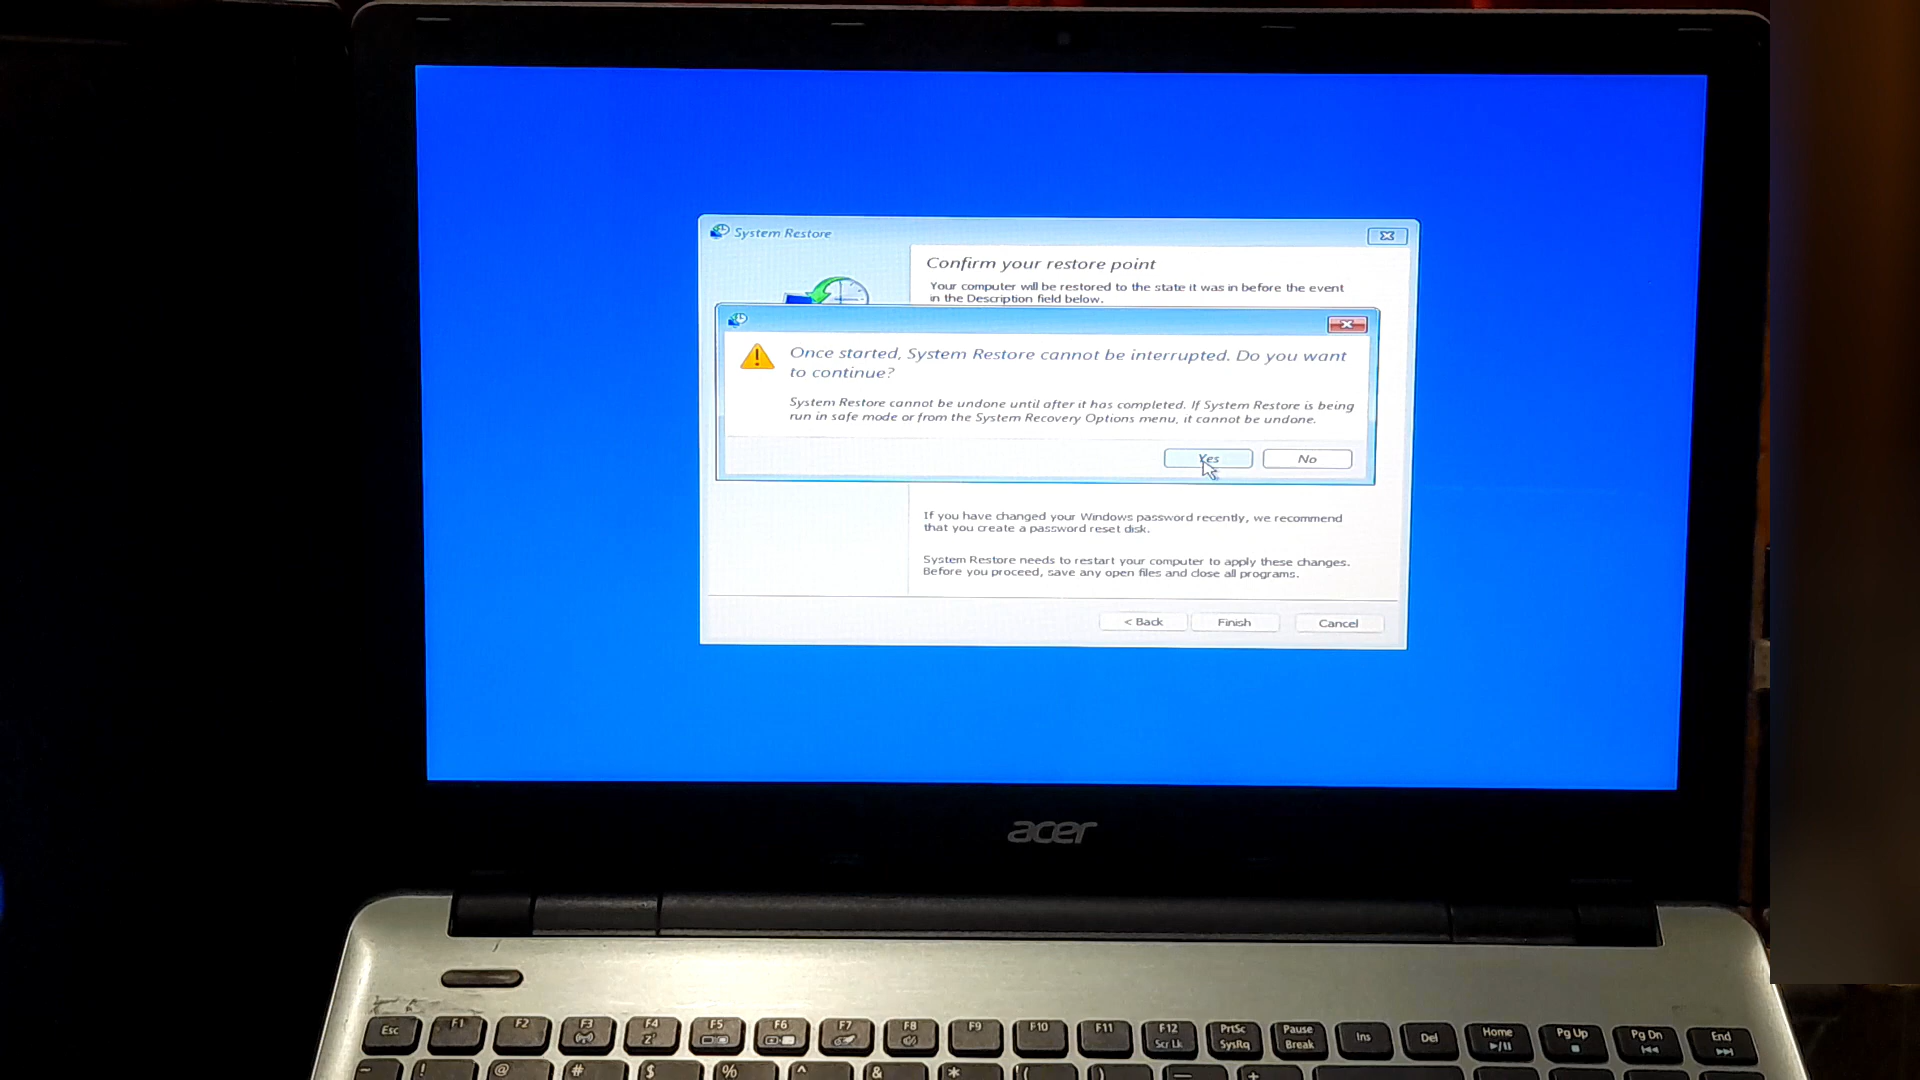 System Restore
Confirm your restore point
Your computer will be restored to the state it was in before the event
in the Description field below.
Once started, System Restore cannot be interrupted. Do you want
to continue?
System Restore cannot be undone until after it has completed. If System Restore is being
run in safe mode or from the System Recovery Options menu, it cannot be undone.
Yes No
If you have changed your Windows password recently, we recommend
that you create a password reset disk.
System Restore needs to restart your computer to apply these changes.
Before you proceed, save any open files and close all programs.
< Back Finish Cancel
acer
Esc F1 F2 F3 F4 F5 F6 F7 F8 F9 F10 F11 F12 PrtSc Pause Ins Del Home Pg Up Pg Dn End
Scr Lk SysRq Break
~ ! @ # $ % ^ & * ( ) — +